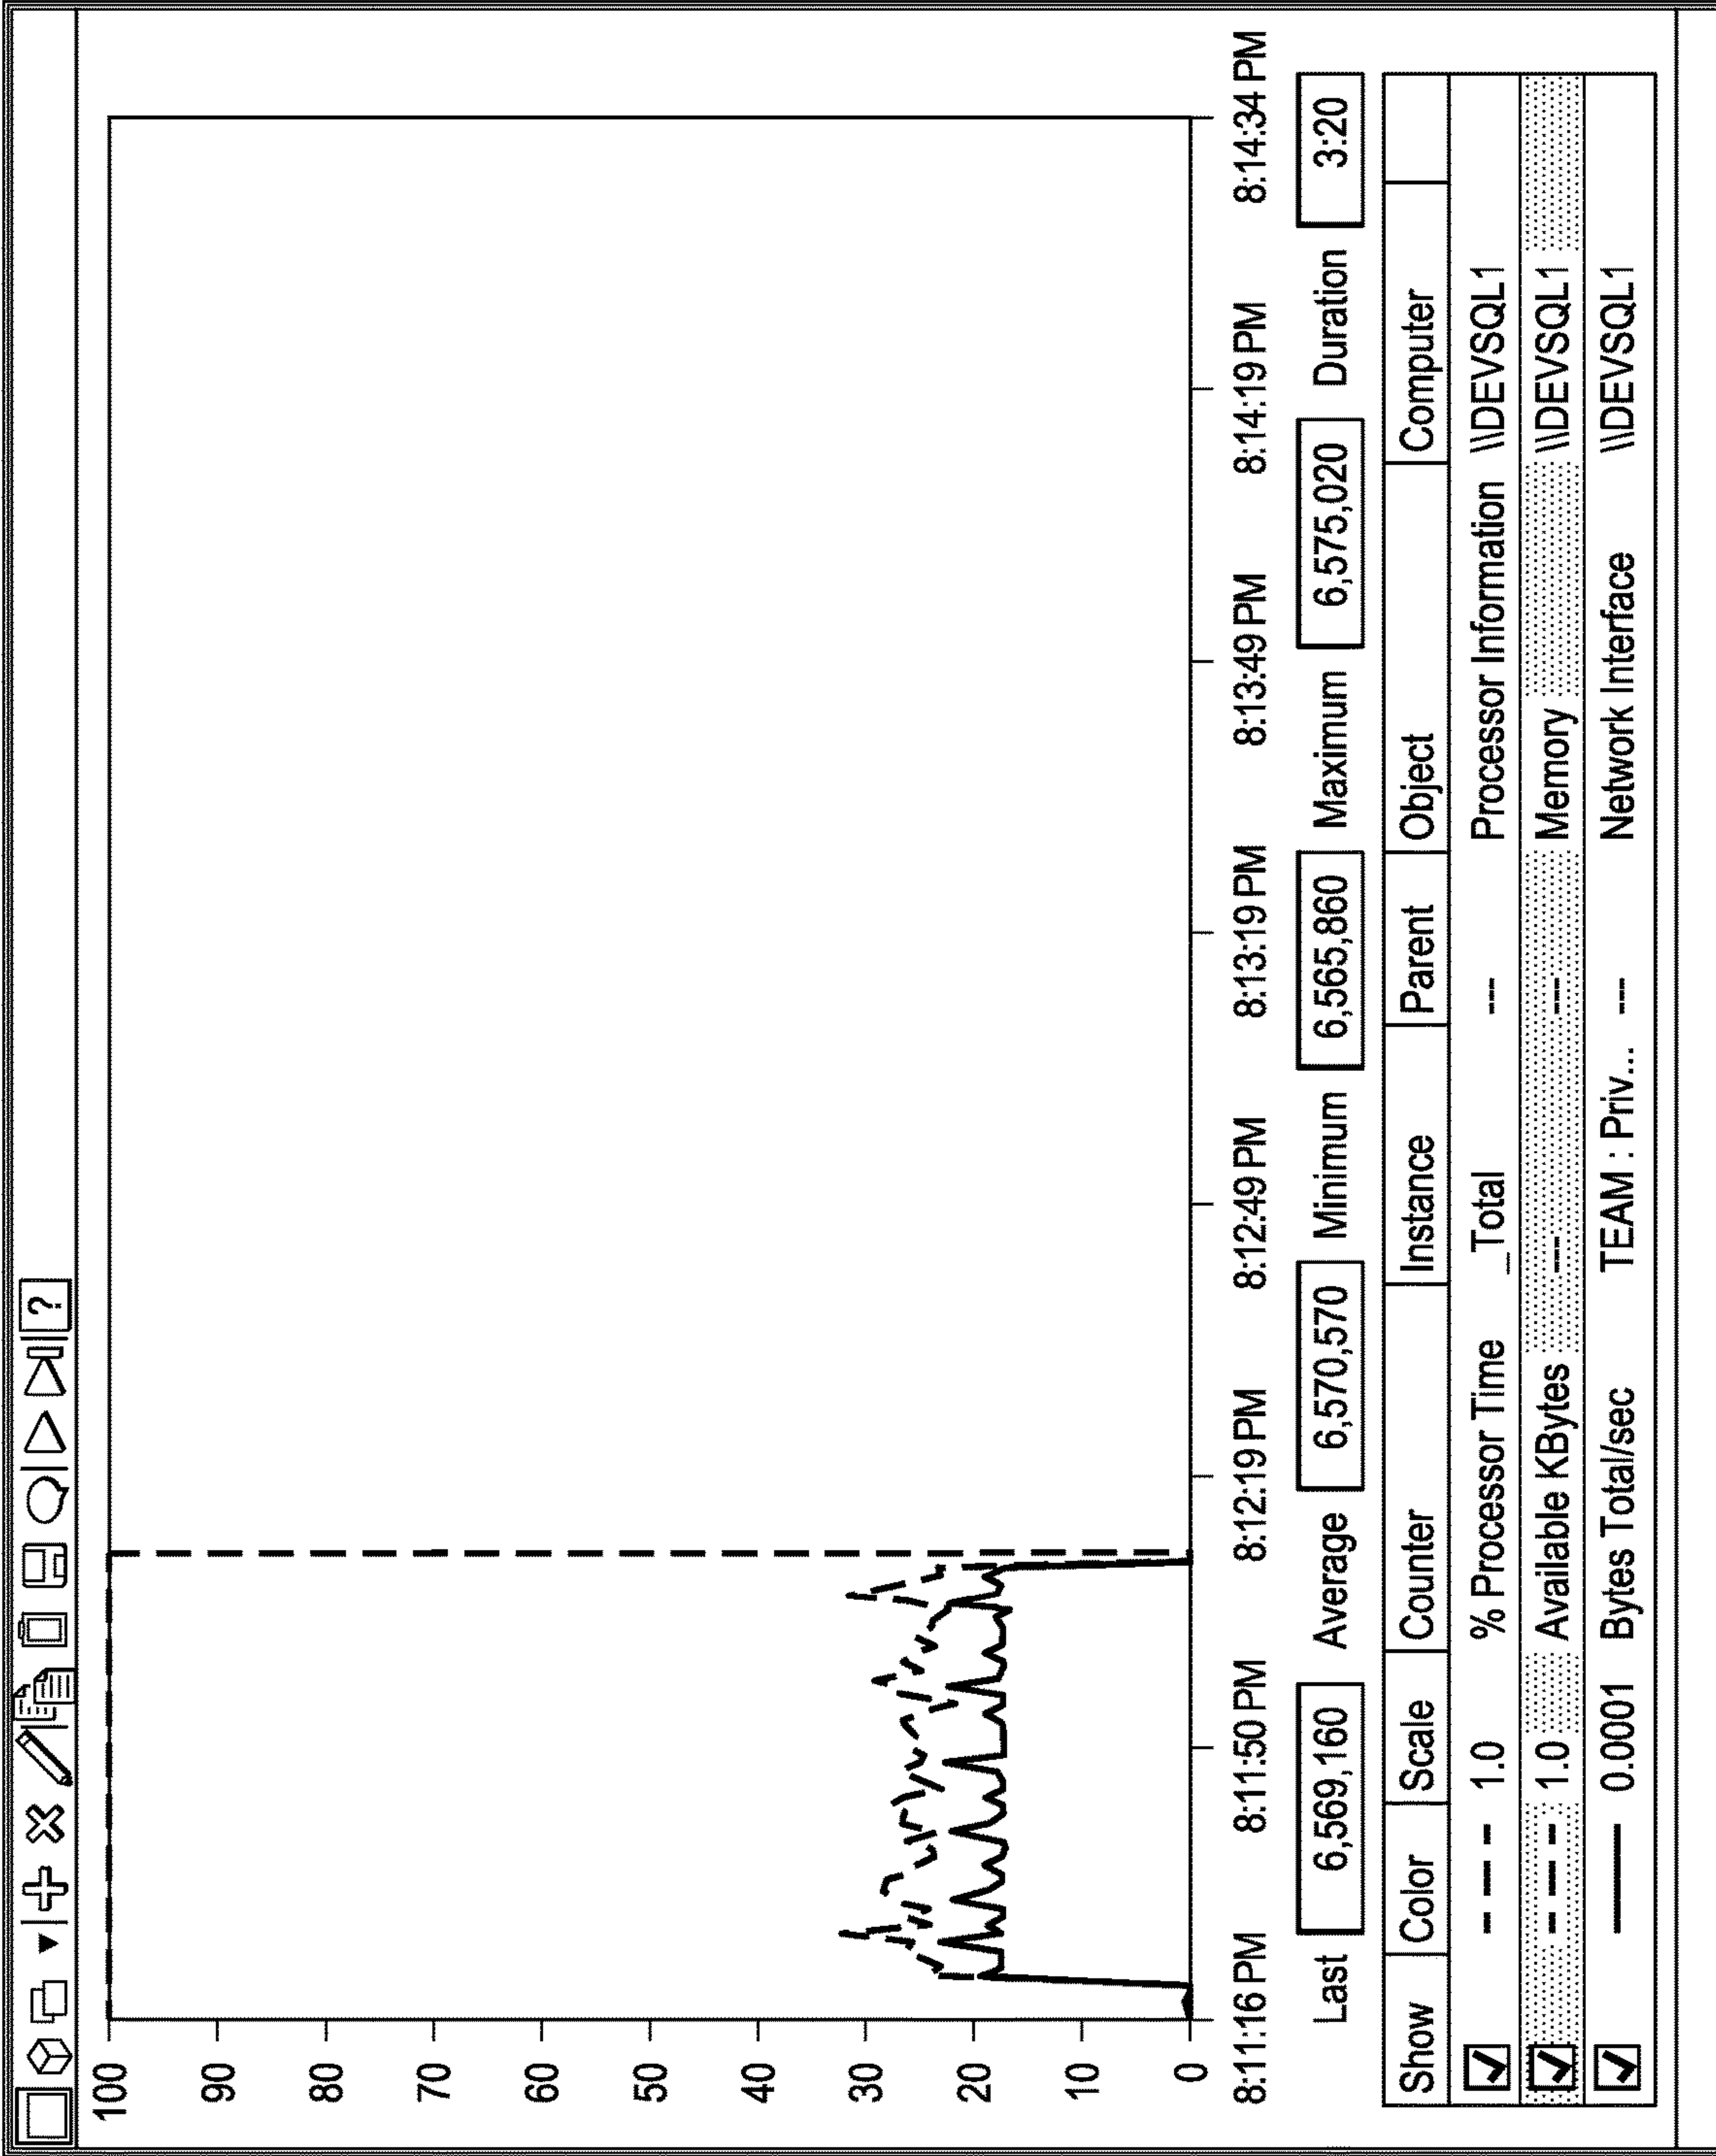 ?
100
90
80
70
60
50
40
30
20
10
0
8:11:16 PM 8:11:50 PM 8:12:19 PM 8:12:49 PM 8:13:19 PM 8:13:49 PM 8:14:19 PM 8:14:34 PM
Last 6,569,160 Average 6,570,570 Minimum 6,565,860 Maximum 6,575,020 Duration 3:20
Show Color Scale Counter Instance Parent Object Computer
1.0 % Processor Time _Total --- Processor Information \\\DEVSQL1
1.0 Available KBytes --- --- Memory \\\DEVSQL1
0.0001 Bytes Total/sec TEAM : Priv... --- Network Interface \\\DEVSQL1